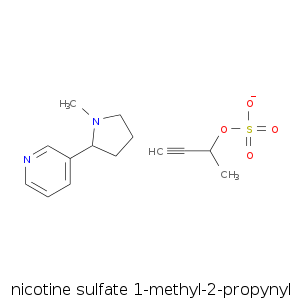 H₃C
N
N
O⁻
O
S
O
O
HC
CH₃
nicotine sulfate 1-methyl-2-propynyl